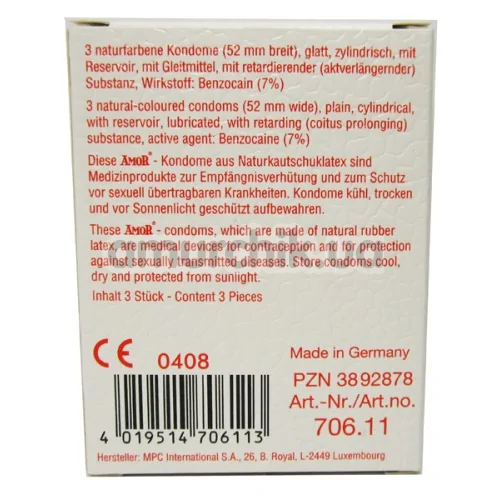 3 naturfarbene Kondome (52 mm breit), glatt, zylindrisch, mit
Reservoir, mit Gleitmittel, mit retardierender (aktverlängernder)
Substanz, Wirkstoff: Benzocain (7%)
3 natural-coloured condoms (52 mm wide), plain, cylindrical,
with reservoir, lubricated, with retarding (coitus prolonging)
substance, active agent: Benzocaine (7%)
Diese AMOR® - Kondome aus Naturkautschuklatex sind
Medizinprodukte zur Empfängnisverhütung und zum Schutz
vor sexuell übertragbaren Krankheiten. Kondome kühl, trocken
und vor Sonnenlicht geschützt aufbewahren.
These AMOR® - condoms, which are made of natural rubber
latex, are medical devices for contraception and for protection
against sexually transmitted diseases. Store condoms cool,
dry and protected from sunlight.
amurchik.ua
Inhalt 3 Stück - Content 3 Pieces
CE 0408
Made in Germany
PZN 3892878
Art.-Nr./Art.no.
706.11
4 019514 706113
Hersteller: MPC International S.A., 26, B. Royal, L-2449 Luxembourg